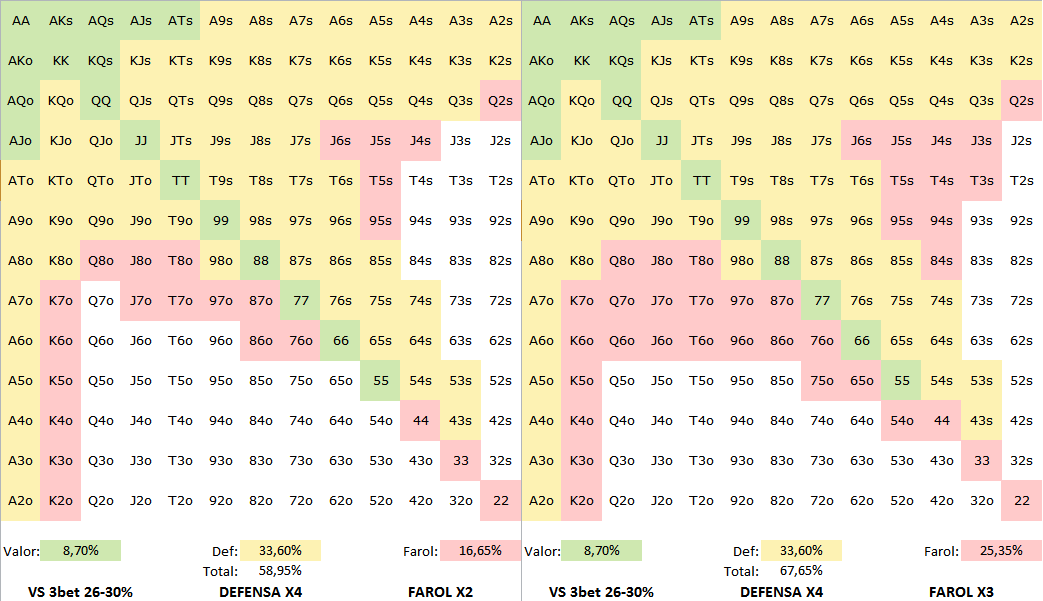 AA AKs AQs AJs ATs A9s A8s A7s A6s A5s A4s A3s A2s AA AKs AQs AJs ATs A9s A8s A7s A6s A5s A4s A3s A2s
AKo KK KQs KJs KTs K9s K8s K7s K6s K5s K4s K3s K2s AKo KK KQs KJs KTs K9s K8s K7s K6s K5s K4s K3s K2s
AQo KQo QQ QJs QTs Q9s Q8s Q7s Q6s Q5s Q4s Q3s Q2s AQo KQo QQ QJs QTs Q9s Q8s Q7s Q6s Q5s Q4s Q3s Q2s
AJo KJo QJo JJ JTs J9s J8s J7s J6s J5s J4s J3s J2s AJo KJo QJo JJ JTs J9s J8s J7s J6s J5s J4s J3s J2s
ATo KTo QTo JTo TT T9s T8s T7s T6s T5s T4s T3s T2s ATo KTo QTo JTo TT T9s T8s T7s T6s T5s T4s T3s T2s
A9o K9o Q9o J9o T9o 99 98s 97s 96s 95s 94s 93s 92s A9o K9o Q9o J9o T9o 99 98s 97s 96s 95s 94s 93s 92s
A8o K8o Q8o J8o T8o 98o 88 87s 86s 85s 84s 83s 82s A8o K8o Q8o J8o T8o 98o 88 87s 86s 85s 84s 83s 82s
A7o K7o Q7o J7o T7o 97o 87o 77 76s 75s 74s 73s 72s A7o K7o Q7o J7o T7o 97o 87o 77 76s 75s 74s 73s 72s
A6o K6o Q6o J6o T6o 96o 86o 76o 66 65s 64s 63s 62s A6o K6o Q6o J6o T6o 96o 86o 76o 66 65s 64s 63s 62s
A5o K5o Q5o J5o T5o 95o 85o 75o 65o 55 54s 53s 52s A5o K5o Q5o J5o T5o 95o 85o 75o 65o 55 54s 53s 52s
A4o K4o Q4o J4o T4o 94o 84o 74o 64o 54o 44 43s 42s A4o K4o Q4o J4o T4o 94o 84o 74o 64o 54o 44 43s 42s
A3o K3o Q3o J3o T3o 93o 83o 73o 63o 53o 43o 33 32s A3o K3o Q3o J3o T3o 93o 83o 73o 63o 53o 43o 33 32s
A2o K2o Q2o J2o T2o 92o 82o 72o 62o 52o 42o 32o 22 A2o K2o Q2o J2o T2o 92o 82o 72o 62o 52o 42o 32o 22
Valor: 8,70% Def: 33,60% Farol: 16,65% Valor: 8,70% Def: 33,60% Farol: 25,35%
Total: 58,95% Total: 67,65%
VS 3bet 26-30% DEFENSA X4 FAROL X2 VS 3bet 26-30% DEFENSA X4 FAROL X3